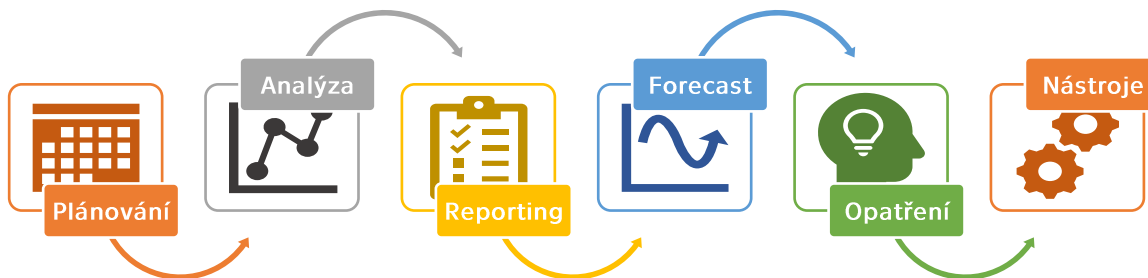 Plánování
Analýza
Reporting
Forecast
Opatření
Nástroje